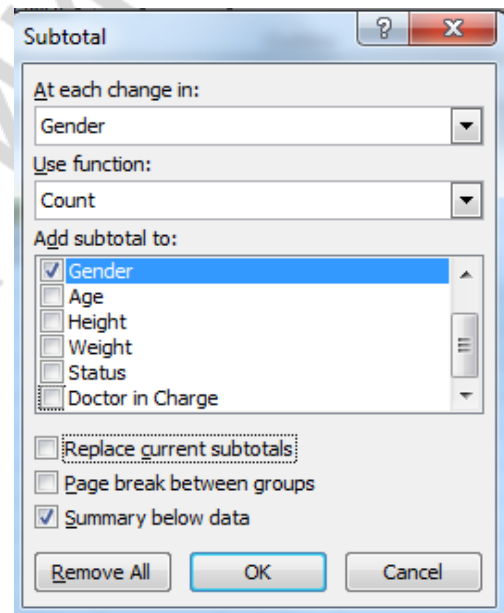 Subtotal
At each change in:
Gender
Use function:
Count
Add subtotal to:
Gender
Age
Height
Weight
Status
Doctor in Charge
Replace current subtotals
Page break between groups
Summary below data
Remove All OK Cancel